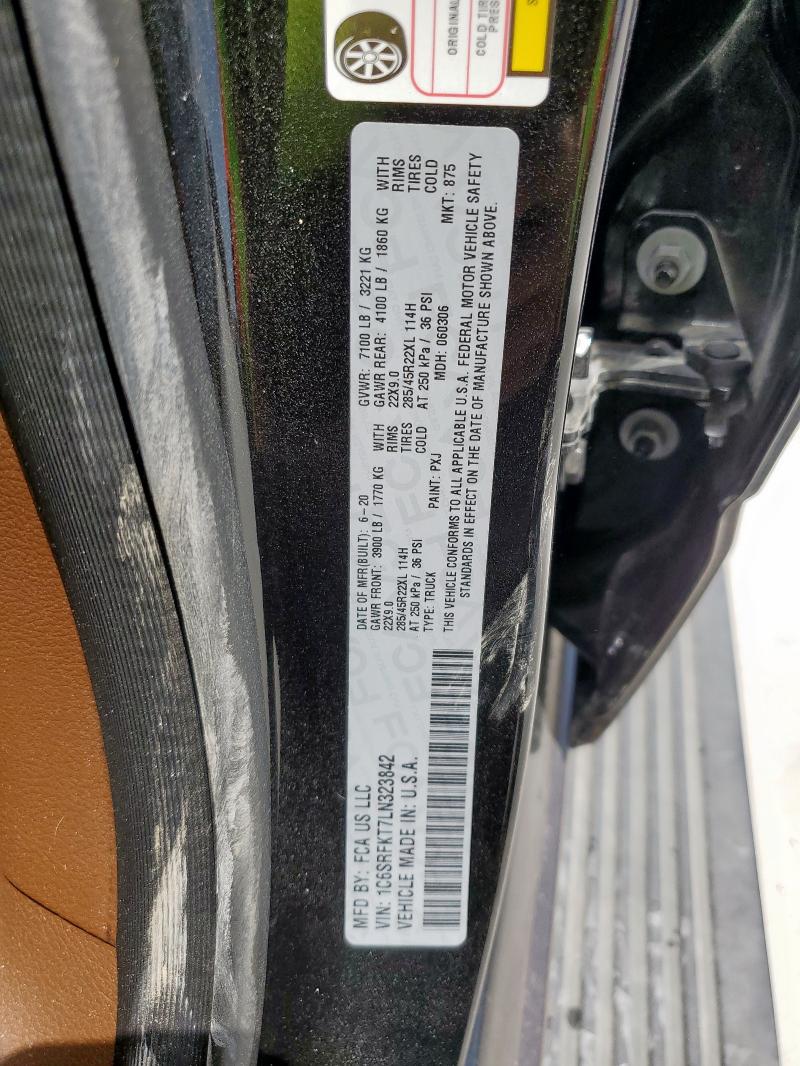 ORIGINAL
COLD TIR
PRES
S
MFD BY: FCA US LLC
VIN: 1C6SRFKT7LN323842
VEHICLE MADE IN: U.S.A.
DATE OF MFR(BUILT): 6-20
GAWR FRONT: 3900 LB / 1770 KG WITH
22X9.0 RIMS
285/45R22XL 114H TIRES
AT 250 kPa / 36 PSI COLD
TYPE: TRUCK PAINT: PXJ
GVWR: 7100 LB / 3221 KG
GAWR REAR: 4100 LB / 1860 KG WITH
22X9.0 RIMS
285/45R22XL 114H TIRES
AT 250 kPa / 36 PSI COLD
MDH: 060306 MKT: 875
THIS VEHICLE CONFORMS TO ALL APPLICABLE U.S.A. FEDERAL MOTOR VEHICLE SAFETY
STANDARDS IN EFFECT ON THE DATE OF MANUFACTURE SHOWN ABOVE.